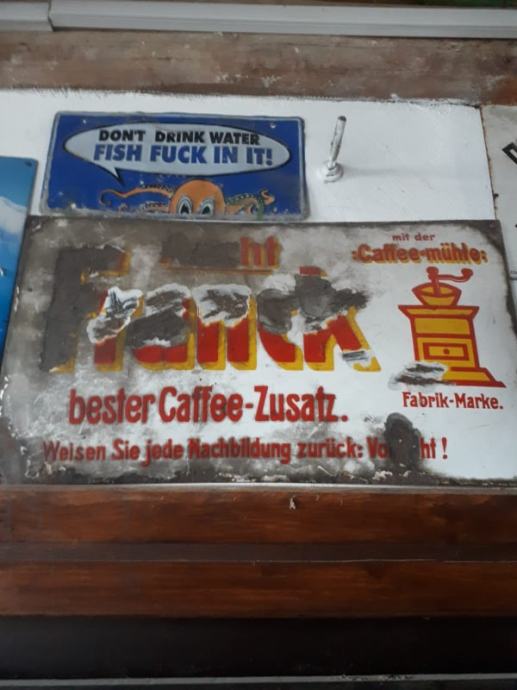 DON'T DRINK WATER
FISH FUCK IN IT!
mit der
:Caffee-mühle:
Franck
bester Caffee-Zusatz.
Fabrik-Marke.
Weisen Sie jede Nachbildung zurück: